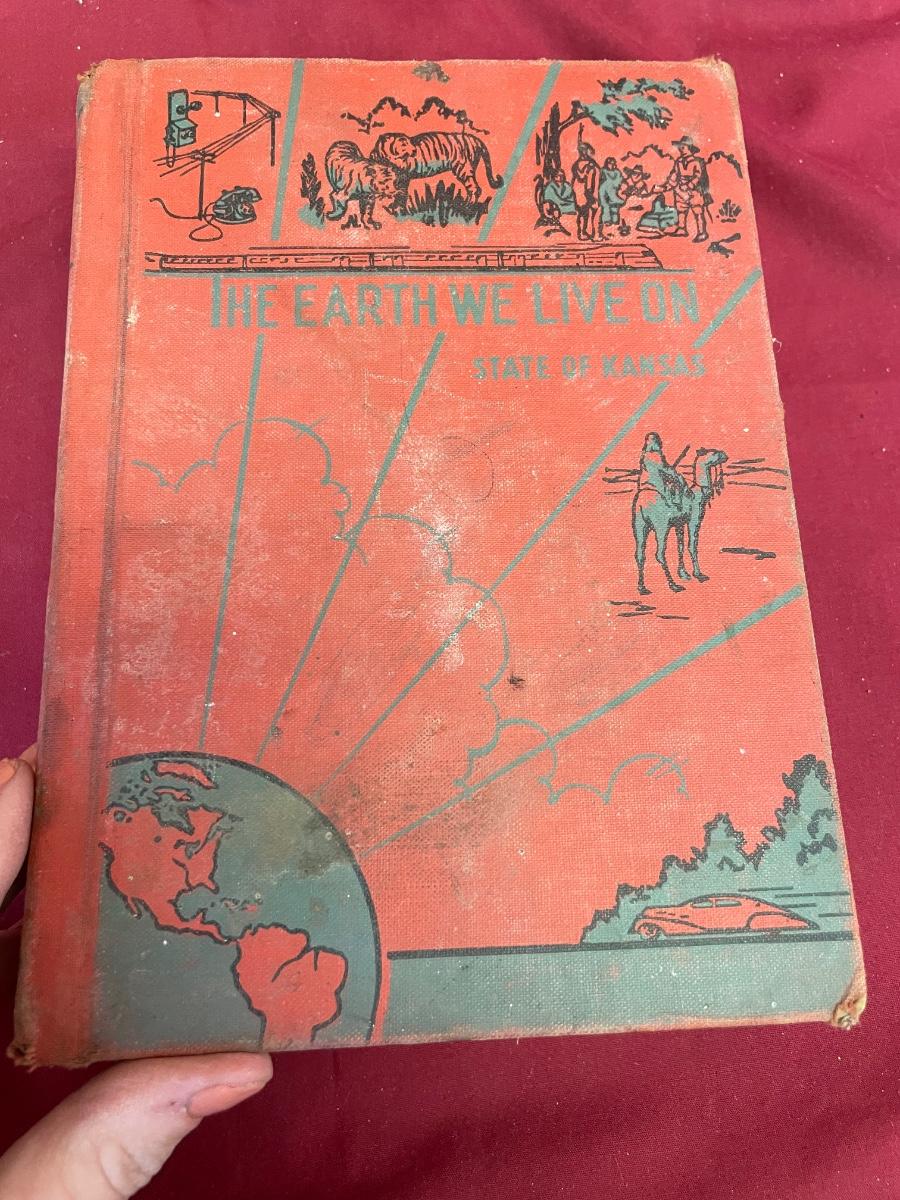 THE EARTH WE LIVE ON
STATE OF KANSAS